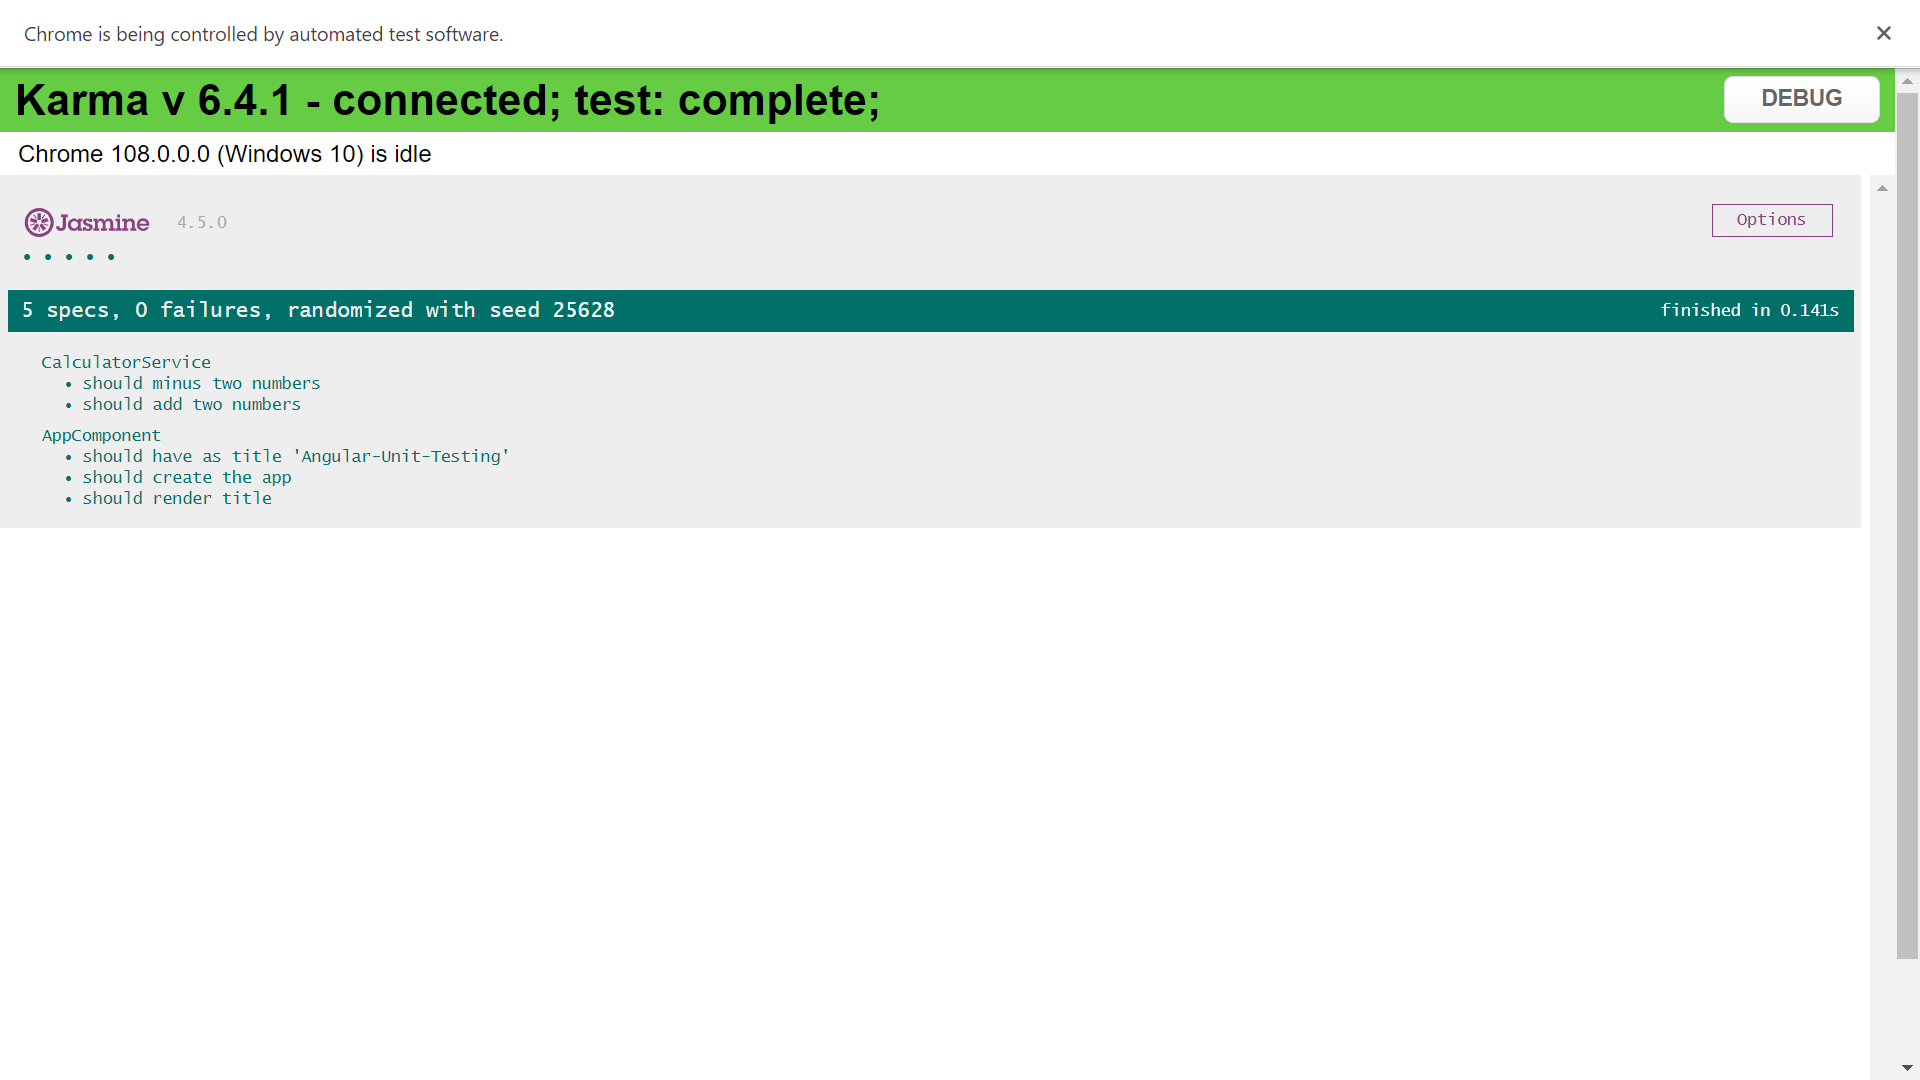 Chrome is being controlled by automated test software.
Karma v 6.4.1 - connected; test: complete;
DEBUG
Chrome 108.0.0.0 (Windows 10) is idle
Jasmine 4.5.0
Options
• • • • •
5 specs, 0 failures, randomized with seed 25628
finished in 0.141s
CalculatorService
• should minus two numbers
• should add two numbers
AppComponent
• should have as title 'Angular-Unit-Testing'
• should create the app
• should render title